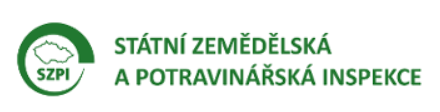 SZPI
STÁTNÍ ZEMĚDĚLSKÁ
A POTRAVINÁŘSKÁ INSPEKCE